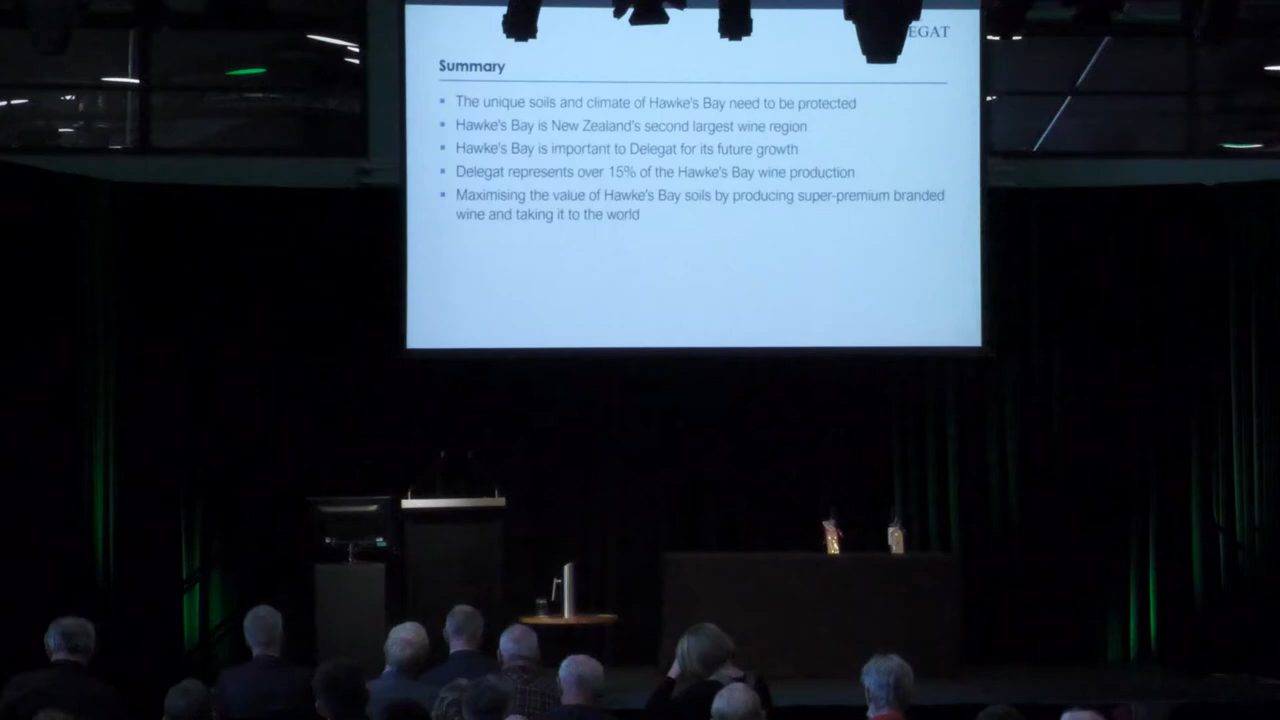 EGAT
Summary
▪ The unique soils and climate of Hawke's Bay need to be protected
▪ Hawke's Bay is New Zealand's second largest wine region
▪ Hawke's Bay is important to Delegat for its future growth
▪ Delegat represents over 15% of the Hawke's Bay wine production
▪ Maximising the value of Hawke's Bay soils by producing super-premium branded
wine and taking it to the world